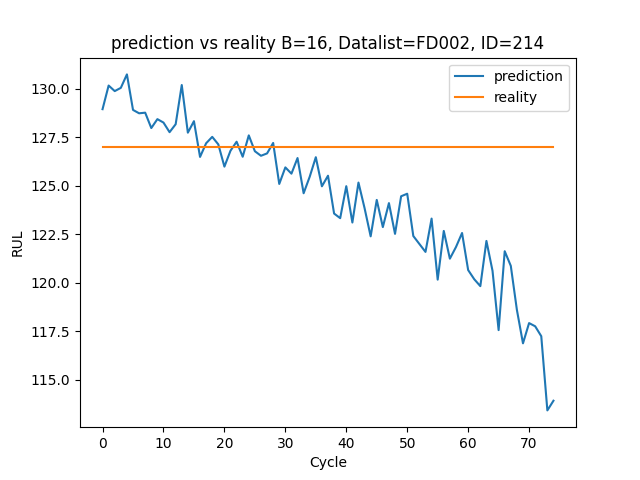 prediction vs reality B=16, Datalist=FD002, ID=214
prediction
reality
RUL
130.0
127.5
125.0
122.5
120.0
117.5
115.0
0 10 20 30 40 50 60 70
Cycle